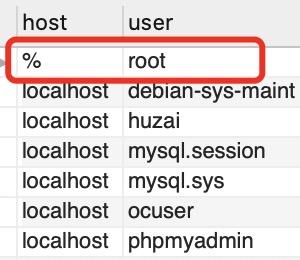 host user
% root
localhost debian-sys-maint
localhost huzai
localhost mysql.session
localhost mysql.sys
localhost ocuser
localhost phpmyadmin